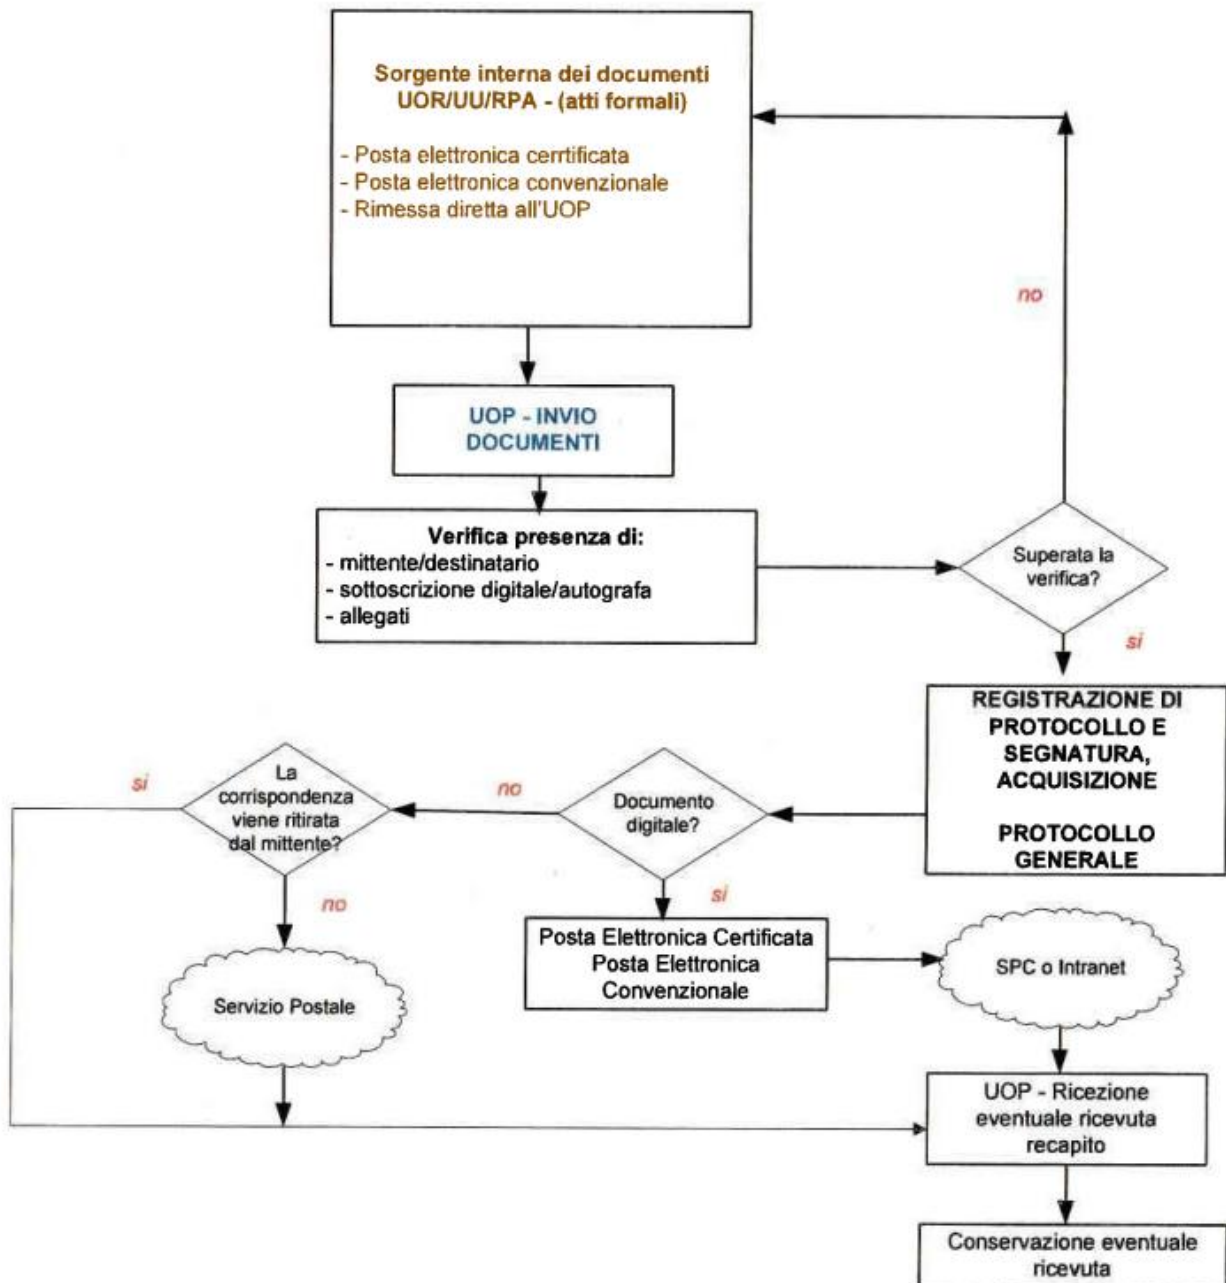 Sorgente interna dei documenti
UOR/UU/RPA - (atti formali)
- Posta elettronica cerrtificata
- Posta elettronica convenzionale
- Rimessa diretta all'UOP
no
UOP - INVIO
DOCUMENTI
Verifica presenza di:
- mittente/destinatario
- sottoscrizione digitale/autografa
- allegati
Superata la
verifica?
si
REGISTRAZIONE DI
PROTOCOLLO E
SEGNATURA,
ACQUISIZIONE
PROTOCOLLO
GENERALE
Documento
digitale?
no
La
corrispondenza
viene ritirata
dal mittente?
si
no
si
Posta Elettronica Certificata
Posta Elettronica
Convenzionale
SPC o Intranet
Servizio Postale
UOP - Ricezione
eventuale ricevuta
recapito
Conservazione eventuale
ricevuta